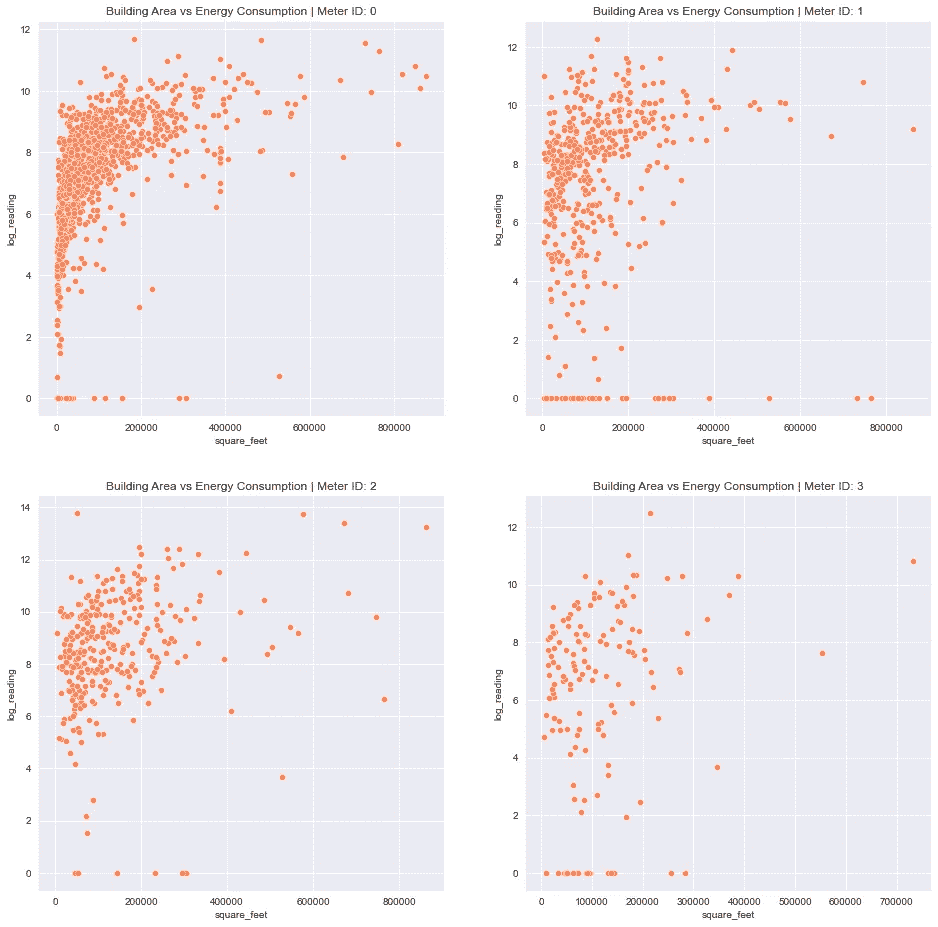 Building Area vs Energy Consumption | Meter ID: 0
12
10
8
6
4
2
0
log_reading
0 200000 400000 600000 800000
square_feet
Building Area vs Energy Consumption | Meter ID: 1
12
10
8
6
4
2
0
log_reading
0 200000 400000 600000 800000
square_feet
Building Area vs Energy Consumption | Meter ID: 2
14
12
10
8
6
4
2
0
log_reading
0 200000 400000 600000 800000
square_feet
Building Area vs Energy Consumption | Meter ID: 3
12
10
8
6
4
2
0
log_reading
0 100000 200000 300000 400000 500000 600000 700000
square_feet